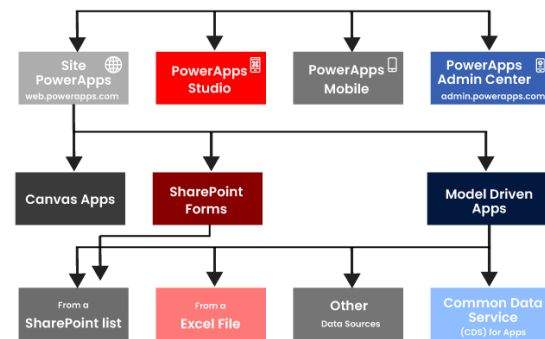 Site
PowerApps
web.powerapps.com
PowerApps
Studio
PowerApps
Mobile
PowerApps
Admin Center
admin.powerapps.com
Canvas Apps
SharePoint
Forms
Model Driven
Apps
From a
SharePoint list
From a
Excel File
Other
Data Sources
Common Data
Service
(CDS) for Apps